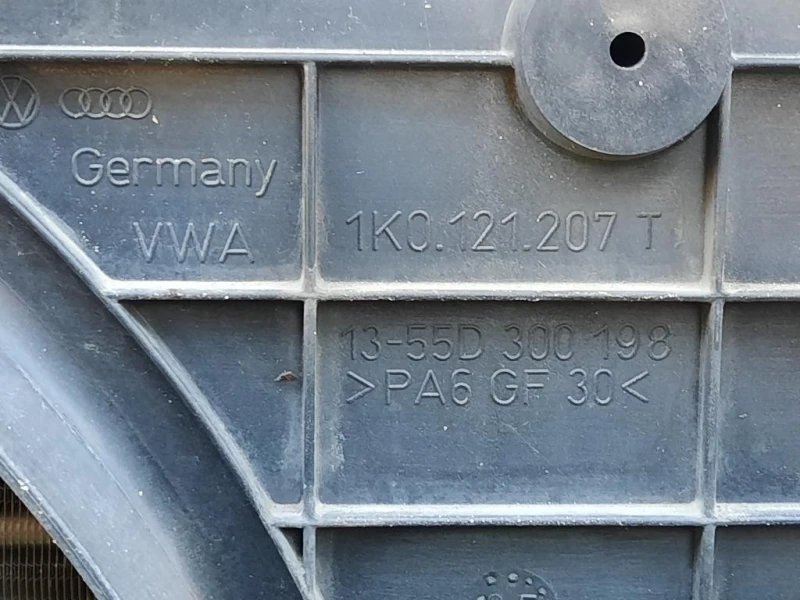 Germany
VWA
1K0.121.207 T
13-55D 300 198
>PA6 GF 30<